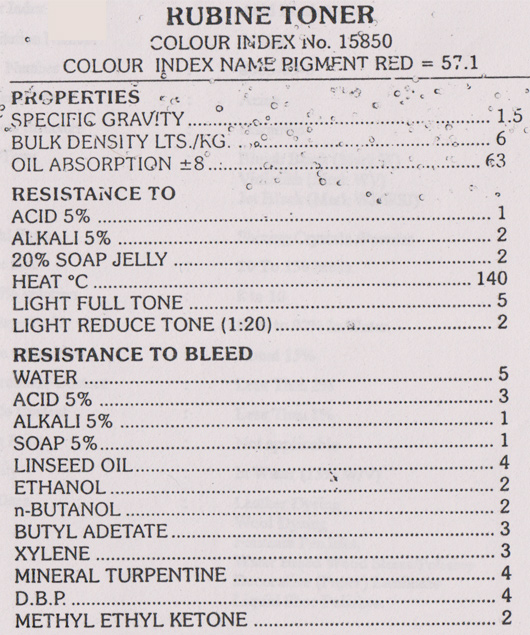 RUBINE TONER
COLOUR INDEX No. 15850
COLOUR INDEX NAME PIGMENT RED = 57.1
PROPERTIES
SPECIFIC GRAVITY ........ 1.5
BULK DENSITY LTS./KG. ........ 6
OIL ABSORPTION ±8 ........ 63
RESISTANCE TO
ACID 5% ........ 1
ALKALI 5% ........ 2
20% SOAP JELLY ........ 2
HEAT °C ........ 140
LIGHT FULL TONE ........ 5
LIGHT REDUCE TONE (1:20) ........ 2
RESISTANCE TO BLEED
WATER ........ 5
ACID 5% ........ 3
ALKALI 5% ........ 1
SOAP 5% ........ 1
LINSEED OIL ........ 4
ETHANOL ........ 2
n-BUTANOL ........ 2
BUTYL ADETATE ........ 3
XYLENE ........ 3
MINERAL TURPENTINE ........ 4
D.B.P. ........ 4
METHYL ETHYL KETONE ........ 2